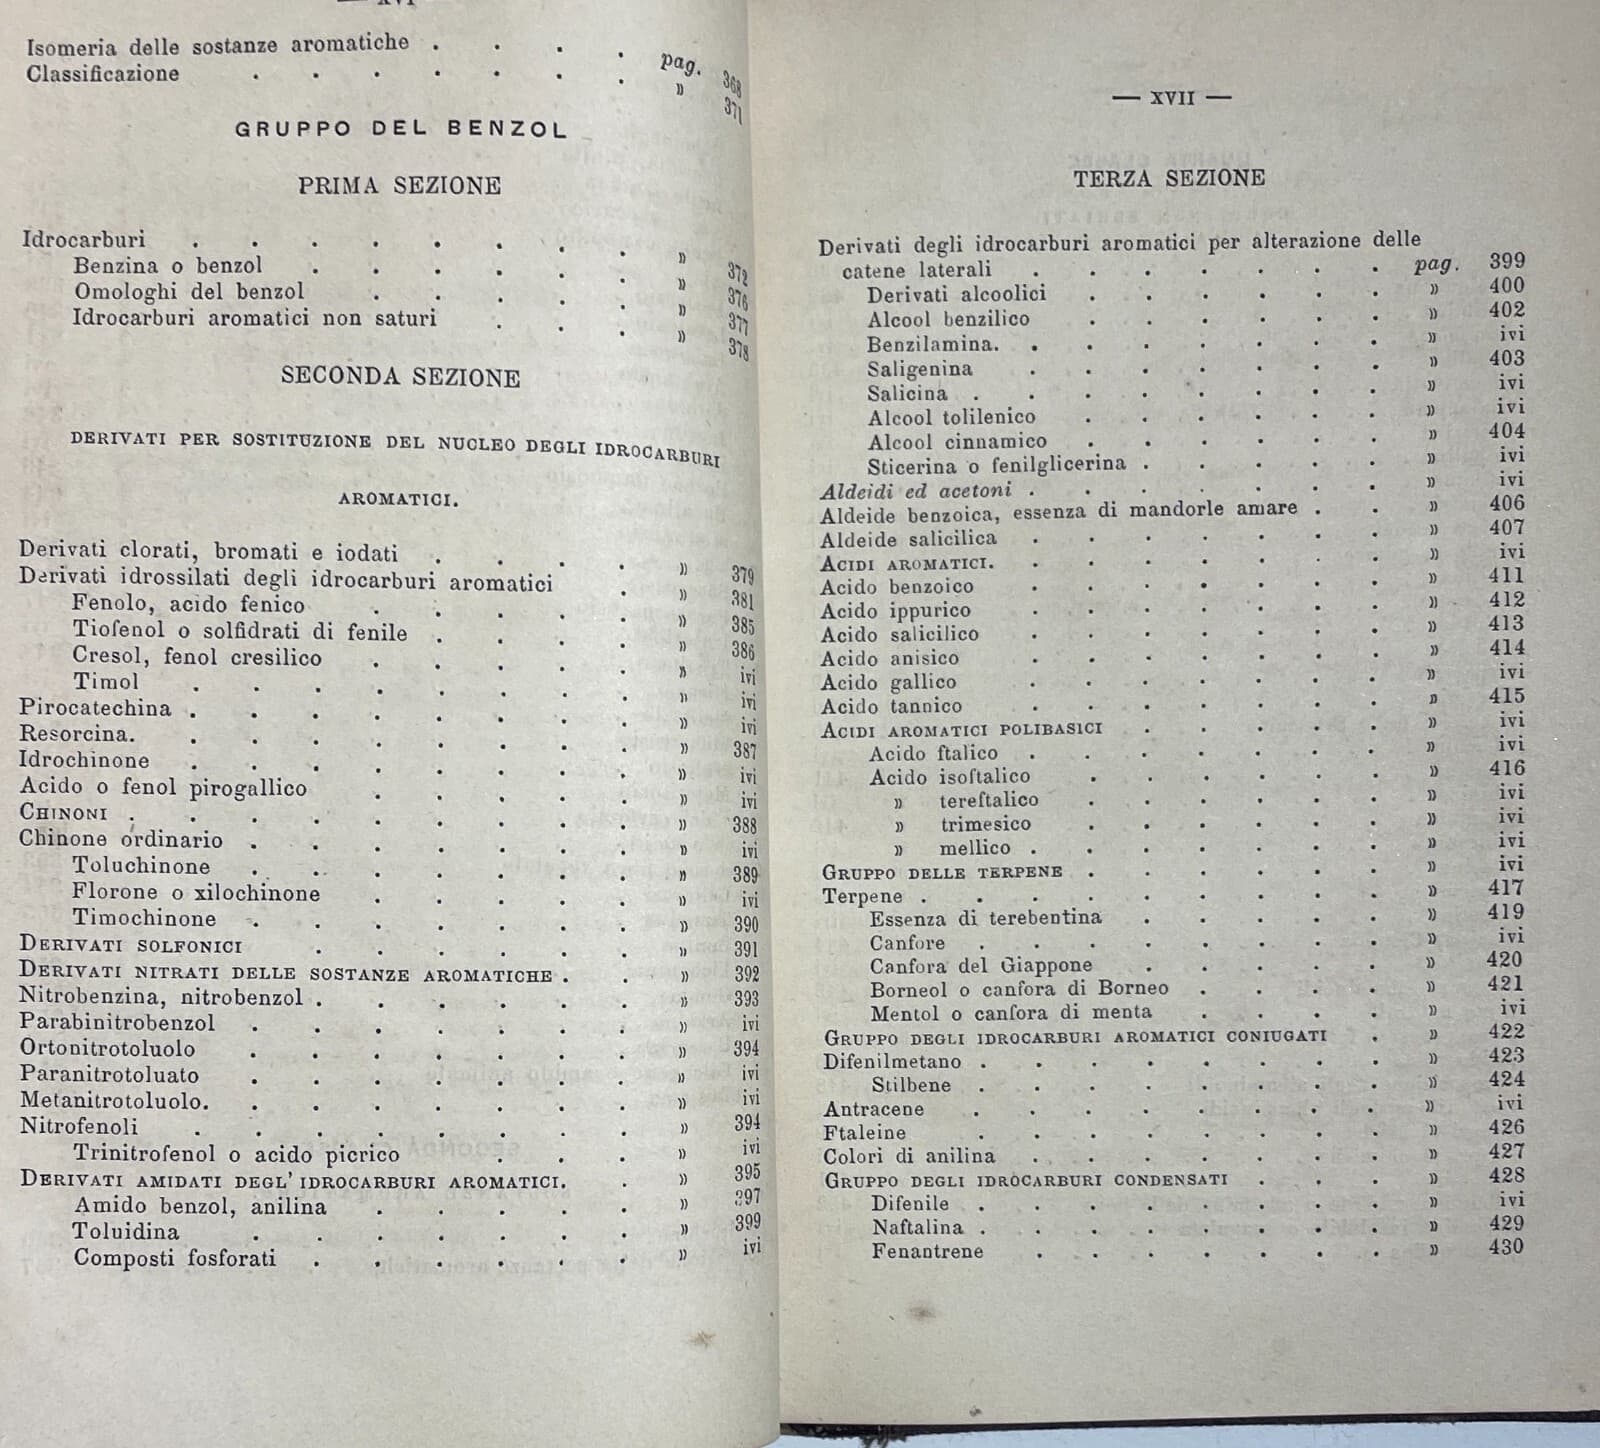 — XVI —
Isomeria delle sostanze aromatiche . . . . pag. 368
Classificazione . . . . . . . » 371
GRUPPO DEL BENZOL
PRIMA SEZIONE
Idrocarburi . . . . . . . . » 372
Benzina o benzol . . . . . . » 376
Omologhi del benzol . . . . . » 377
Idrocarburi aromatici non saturi . . . » 378
SECONDA SEZIONE
DERIVATI PER SOSTITUZIONE DEL NUCLEO DEGLI IDROCARBURI
AROMATICI.
Derivati clorati, bromati e iodati . . . . » 379
Derivati idrossilati degli idrocarburi aromatici . » 381
Fenolo, acido fenico . . . . . » 385
Tiofenol o solfidrati di fenile . . . . » 386
Cresol, fenol cresilico . . . . . » ivi
Timol . . . . . . . . » ivi
Pirocatechina . . . . . . . . » ivi
Resorcina. . . . . . . . . » 387
Idrochinone . . . . . . . . » ivi
Acido o fenol pirogallico . . . . . » ivi
CHINONI . . . . . . . . . » 388
Chinone ordinario . . . . . . . » ivi
Toluchinone . . . . . . . » 389
Florone o xilochinone . . . . . » ivi
Timochinone . . . . . . . » 390
DERIVATI SOLFONICI . . . . . . » 391
DERIVATI NITRATI DELLE SOSTANZE AROMATICHE . . » 392
Nitrobenzina, nitrobenzol . . . . . . » 393
Parabinitrobenzol . . . . . . . » ivi
Ortonitrotoluolo . . . . . . . » 394
Paranitrotoluato . . . . . . . » ivi
Metanitrotoluolo. . . . . . . . » ivi
Nitrofenoli . . . . . . . . » 394
Trinitrofenol o acido picrico . . . » ivi
DERIVATI AMIDATI DEGL' IDROCARBURI AROMATICI. . » 395
Amido benzol, anilina . . . . . » 397
Toluidina . . . . . . . » 399
Composti fosforati . . . . . . » ivi
— XVII —
TERZA SEZIONE
Derivati degli idrocarburi aromatici per alterazione delle
catene laterali . . . . . . . pag. 399
Derivati alcoolici . . . . . . » 400
Alcool benzilico . . . . . . » 402
Benzilamina. . . . . . . . » ivi
Saligenina . . . . . . . » 403
Salicina . . . . . . . . » ivi
Alcool tolilenico . . . . . . » ivi
Alcool cinnamico . . . . . . » 404
Sticerina o fenilglicerina . . . . . » ivi
Aldeidi ed acetoni . . . . . . . » ivi
Aldeide benzoica, essenza di mandorle amare . . » 406
Aldeide salicilica . . . . . . . » 407
ACIDI AROMATICI. . . . . . . . » ivi
Acido benzoico . . . . . . . » 411
Acido ippurico . . . . . . . » 412
Acido salicilico . . . . . . . » 413
Acido anisico . . . . . . . » 414
Acido gallico . . . . . . . » ivi
Acido tannico . . . . . . . » 415
ACIDI AROMATICI POLIBASICI . . . . . » ivi
Acido ftalico . . . . . . . » ivi
Acido isoftalico . . . . . . » 416
» tereftalico . . . . . . » ivi
» trimesico . . . . . . » ivi
» mellico . . . . . . . » ivi
GRUPPO DELLE TERPENE . . . . . . » ivi
Terpene . . . . . . . . . » 417
Essenza di terebentina . . . . . » 419
Canfore . . . . . . . . » ivi
Canfora del Giappone . . . . . » 420
Borneol o canfora di Borneo . . . . » 421
Mentol o canfora di menta . . . . » ivi
GRUPPO DEGLI IDROCARBURI AROMATICI CONIUGATI . » 422
Difenilmetano . . . . . . . . » 423
Stilbene . . . . . . . . » 424
Antracene . . . . . . . . » ivi
Ftaleine . . . . . . . . » 426
Colori di anilina . . . . . . . » 427
GRUPPO DEGLI IDROCARBURI CONDENSATI . . . » 428
Difenile . . . . . . . . » ivi
Naftalina . . . . . . . . » 429
Fenantrene . . . . . . . » 430